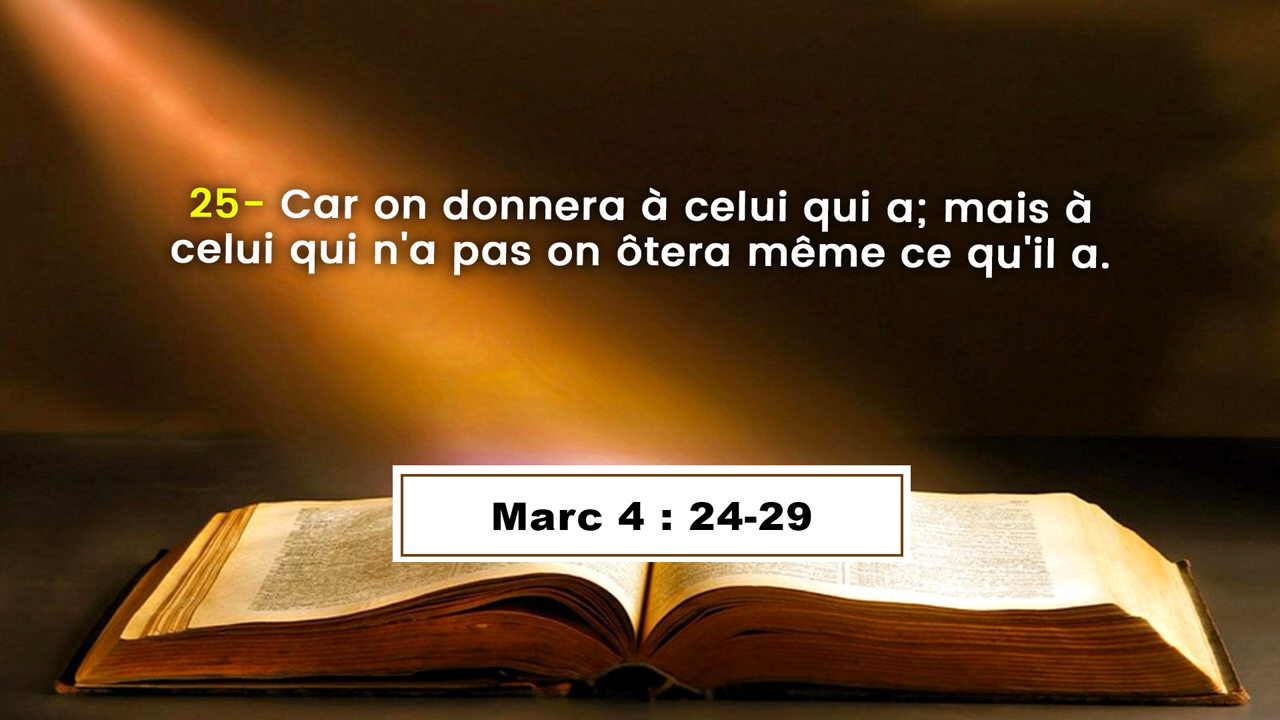 25- Car on donnera à celui qui a; mais à
celui qui n'a pas on ôtera même ce qu'il a.
Marc 4 : 24-29